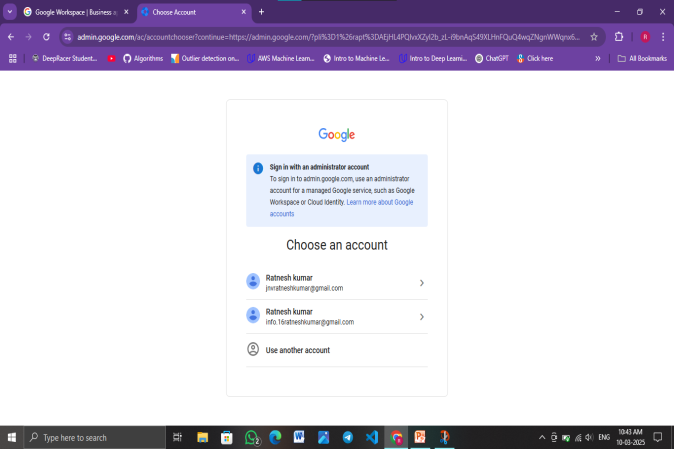 Google Workspace | Business a
Choose Account
admin.google.com/ac/accountchooser?continue=https://admin.google.com/?pli%3D1%26rapt%3DAEjHL4PQIvxXZyI2b_zL-i9bnAqS49XLHnFQuQ4wqZNgnWWqrvx6...
R
DeepRacer Student...
Algorithms
Outlier detection on...
AWS Machine Learn...
Intro to Machine Le...
Intro to Deep Learni...
ChatGPT
Click here
»
All Bookmarks
Google
Sign in with an administrator account
To sign in to admin.google.com, use an administrator
account for a managed Google service, such as Google
Workspace or Cloud Identity. Learn more about Google
accounts
Choose an account
Ratnesh kumar
jnvratneshkumar@gmail.com
Ratnesh kumar
info.16ratneshkumar@gmail.com
Use another account
Type here to search
2
ENG
10:43 AM
10-03-2025